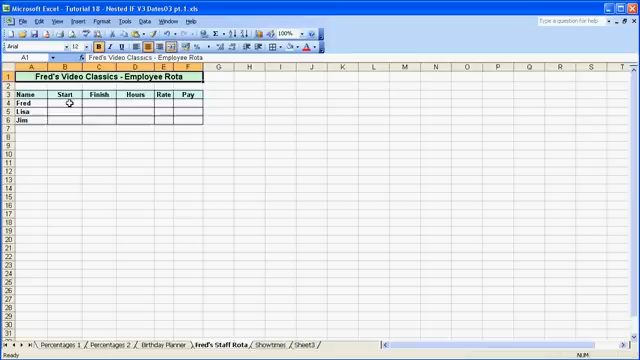 Microsoft Excel - Tutorial 18 - Nested IF V3 Dates03 pt.1.xls
File Edit View Insert Format Tools Data Window Help
Type a question for help
100%
Arial 12 B I U
A1 fx Fred's Video Classics - Employee Rota
A B C D E F G H I J K L M N O P Q R S T U
1 Fred's Video Classics - Employee Rota
2
3 Name Start Finish Hours Rate Pay
4 Fred
5 Lisa
6 Jim
7
8
9
10
11
12
13
14
15
16
17
18
19
20
21
22
23
24
25
26
27
28
29
30
31
Percentages 1 Percentages 2 Birthday Planner Fred's Staff Rota Showtimes Sheet3
Ready NUM